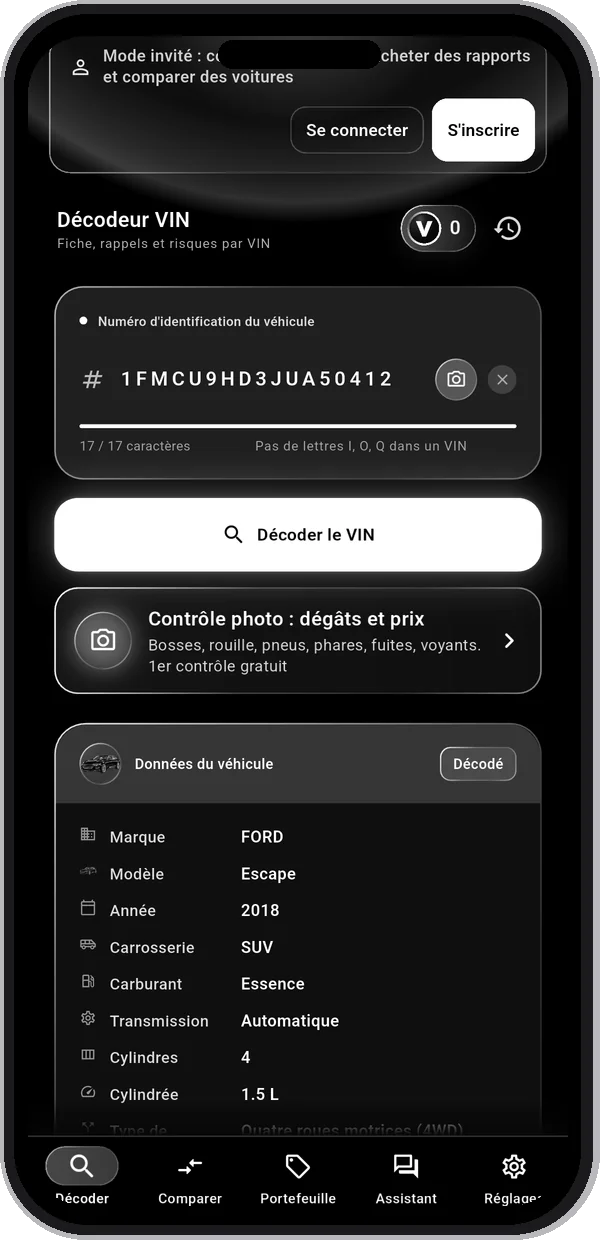 Mode invité : cheter des rapports
et comparer des voitures
Se connecter
S'inscrire
Décodeur VIN
Fiche, rappels et risques par VIN
V 0
Numéro d'identification du véhicule
# 1FMCU9HD3JUA50412
17 / 17 caractères Pas de lettres I, O, Q dans un VIN
Décoder le VIN
Contrôle photo : dégâts et prix
Bosses, rouille, pneus, phares, fuites, voyants.
1er contrôle gratuit
Données du véhicule
Décodé
Marque FORD
Modèle Escape
Année 2018
Carrosserie SUV
Carburant Essence
Transmission Automatique
Cylindres 4
Cylindrée 1.5 L
Type de Quatre roues motrices (4WD)
Décoder
Comparer
Portefeuille
Assistant
Réglages